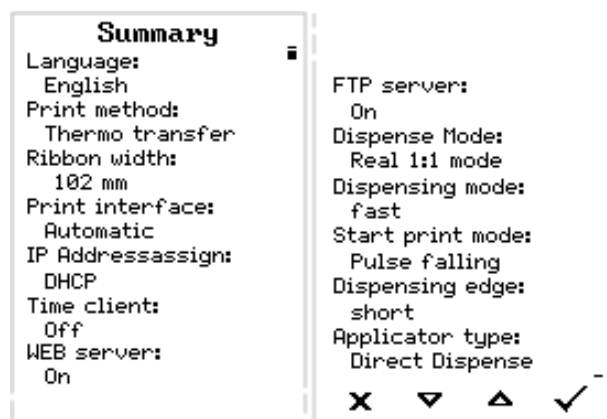 Summary
Language:
English
Print method:
Thermo transfer
Ribbon width:
102 mm
Print interface:
Automatic
IP Addressassign:
DHCP
Time client:
Off
WEB server:
On
FTP server:
On
Dispense Mode:
Real 1:1 mode
Dispensing mode:
fast
Start print mode:
Pulse falling
Dispensing edge:
short
Applicator type:
Direct Dispense